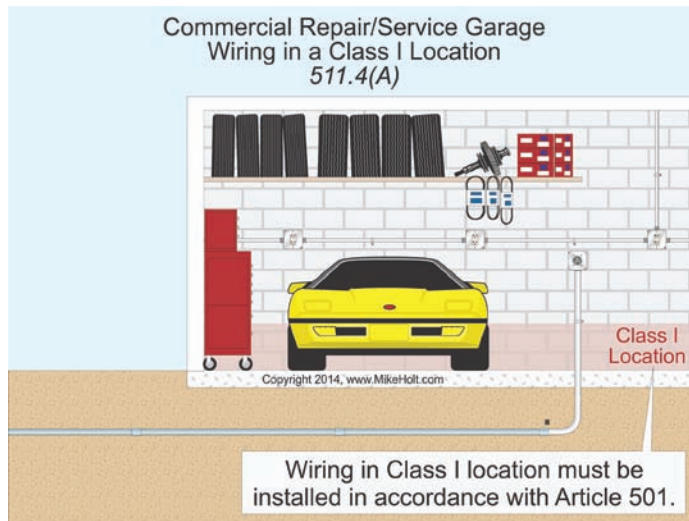 Commercial Repair/Service Garage
Wiring in a Class I Location
511.4(A)
Class I
Location
Copyright 2014, www.MikeHolt.com
Wiring in Class I location must be
installed in accordance with Article 501.